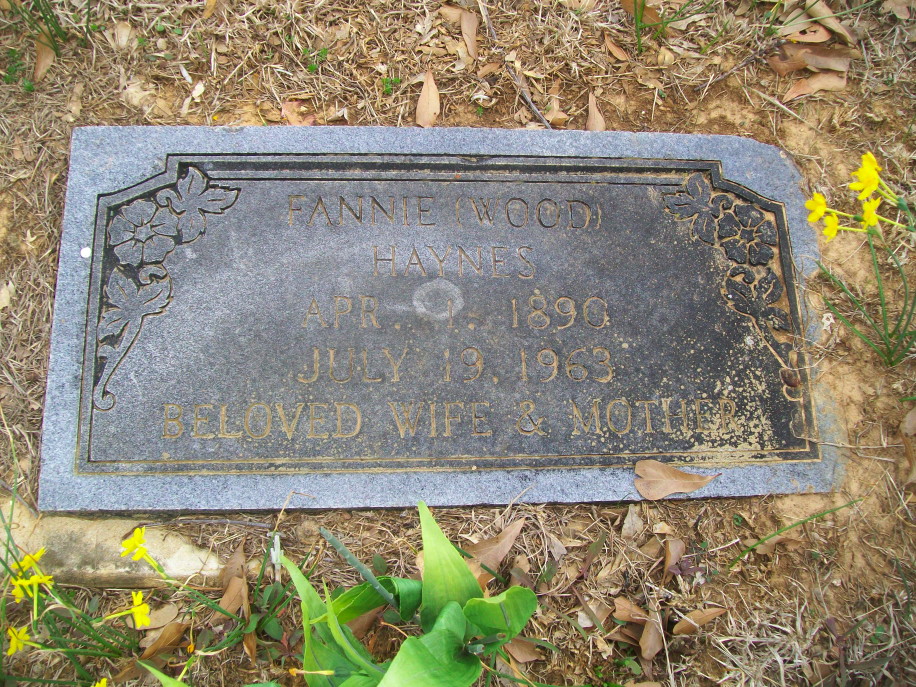 FANNIE (WOOD)
HAYNES
APR. 1, 1890
JULY 19, 1963
BELOVED WIFE & MOTHER